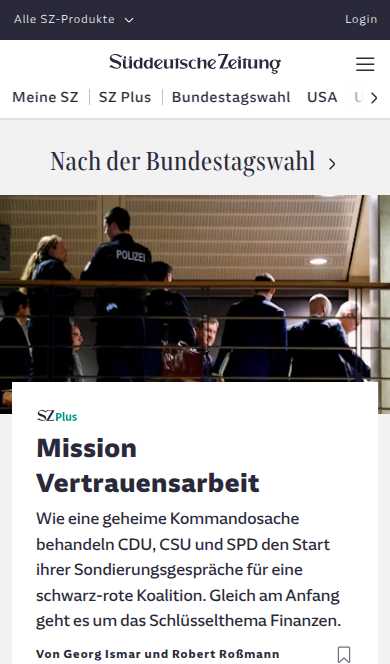 Alle SZ-Produkte
Login
Süddeutsche Zeitung
Meine SZ
SZ Plus
Bundestagswahl
USA
Nach der Bundestagswahl
POLIZEI
SZ Plus
Mission
Vertrauensarbeit
Wie eine geheime Kommandosache
behandeln CDU, CSU und SPD den Start
ihrer Sondierungsgespräche für eine
schwarz-rote Koalition. Gleich am Anfang
geht es um das Schlüsselthema Finanzen.
Von Georg Ismar und Robert Roßmann